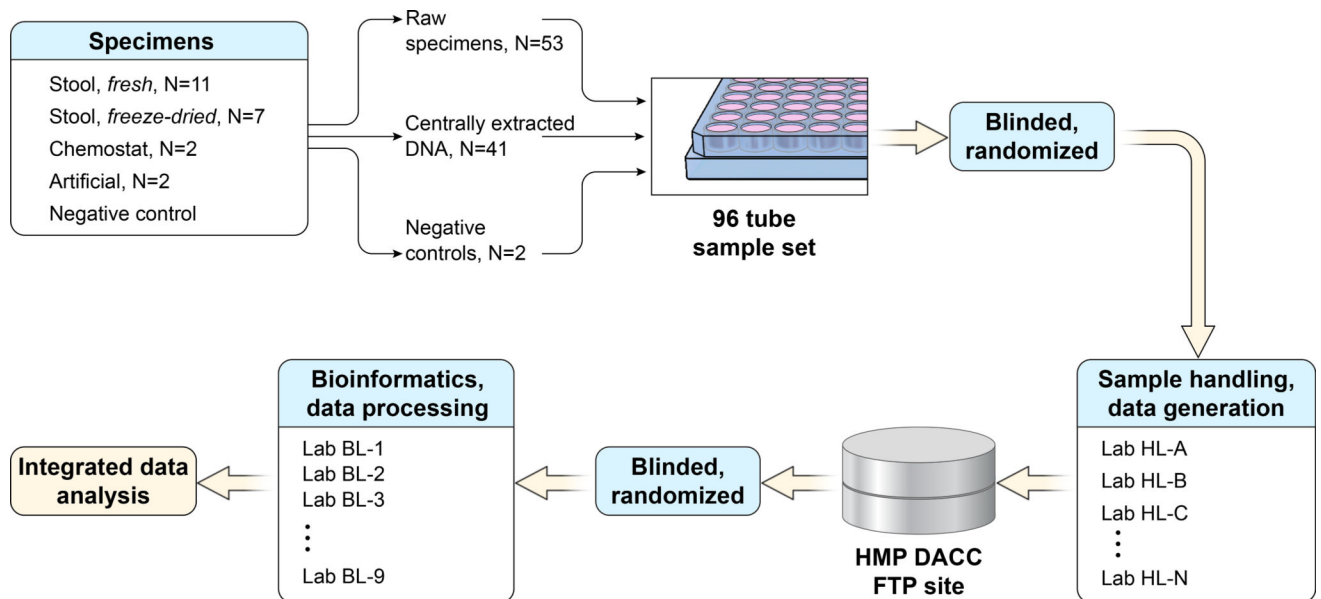 Specimens
Stool, fresh, N=11
Stool, freeze-dried, N=7
Chemostat, N=2
Artificial, N=2
Negative control
Raw
specimens, N=53
Centrally extracted
DNA, N=41
Negative
controls, N=2
96 tube
sample set
Blinded,
randomized
Sample handling,
data generation
Lab HL-A
Lab HL-B
Lab HL-C
Lab HL-N
HMP DACC
FTP site
Blinded,
randomized
Bioinformatics,
data processing
Lab BL-1
Lab BL-2
Lab BL-3
Lab BL-9
Integrated data
analysis